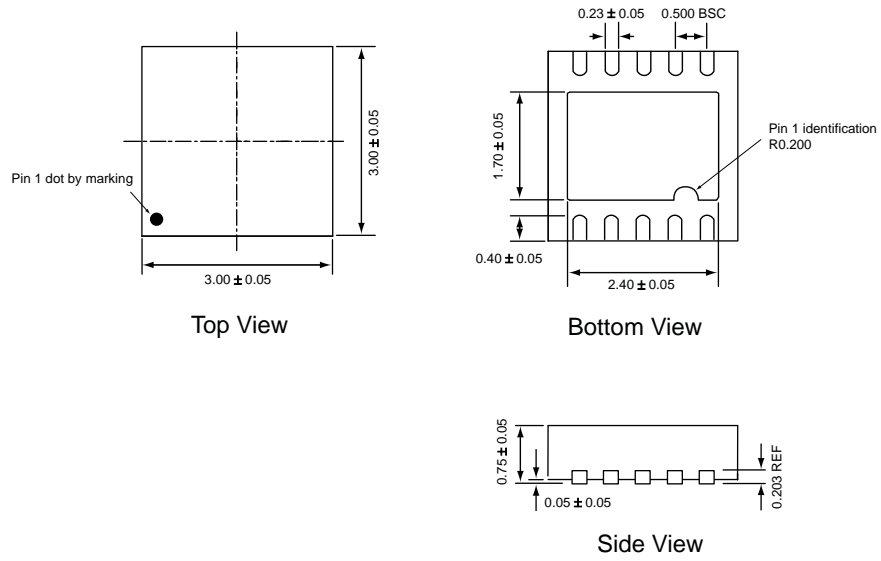 0.23 ± 0.05
0.500 BSC
3.00 ± 0.05
1.70 ± 0.05
Pin 1 identification
R0.200
Pin 1 dot by marking
0.40 ± 0.05
3.00 ± 0.05
2.40 ± 0.05
Top View
Bottom View
0.75 ± 0.05
0.203 REF
0.05 ± 0.05
Side View